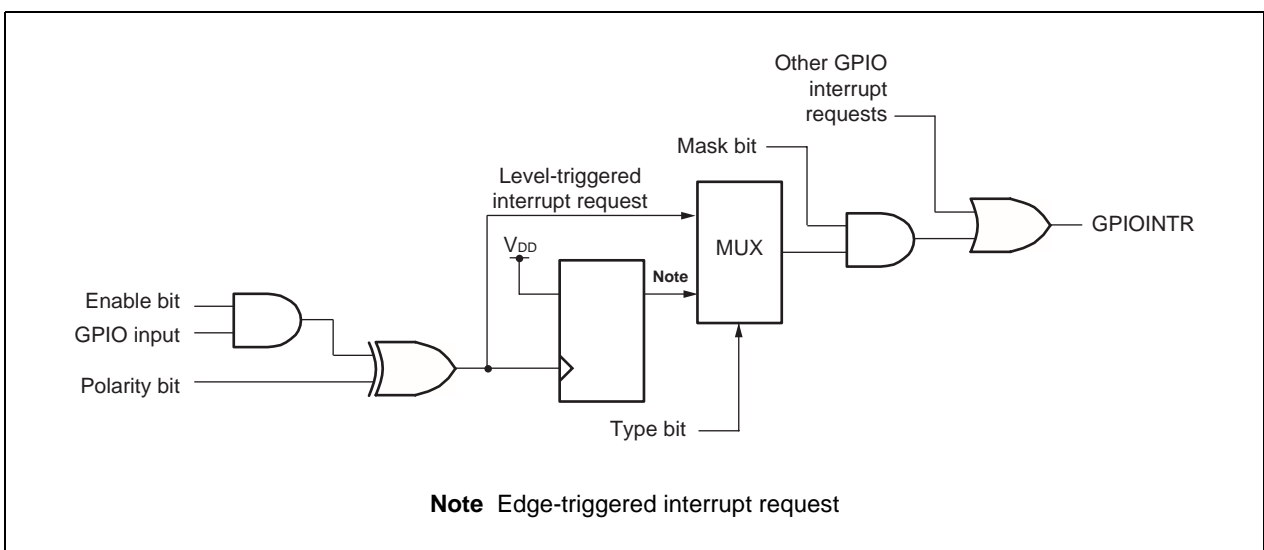 Other GPIO
interrupt
requests
Mask bit
Level-triggered
interrupt request
GPIOINTR
MUX
VDD
Note
Enable bit
GPIO input
Polarity bit
Type bit
Note Edge-triggered interrupt request